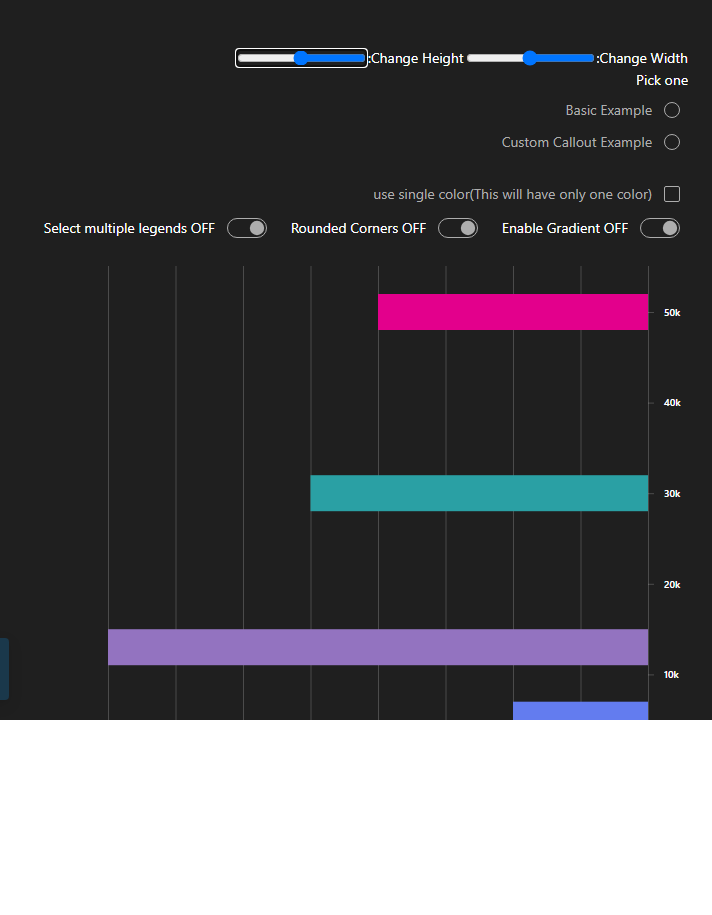 :Change Height :Change Width
Pick one
Basic Example
Custom Callout Example
use single color(This will have only one color)
Select multiple legends OFF Rounded Corners OFF Enable Gradient OFF
50k
40k
30k
20k
10k